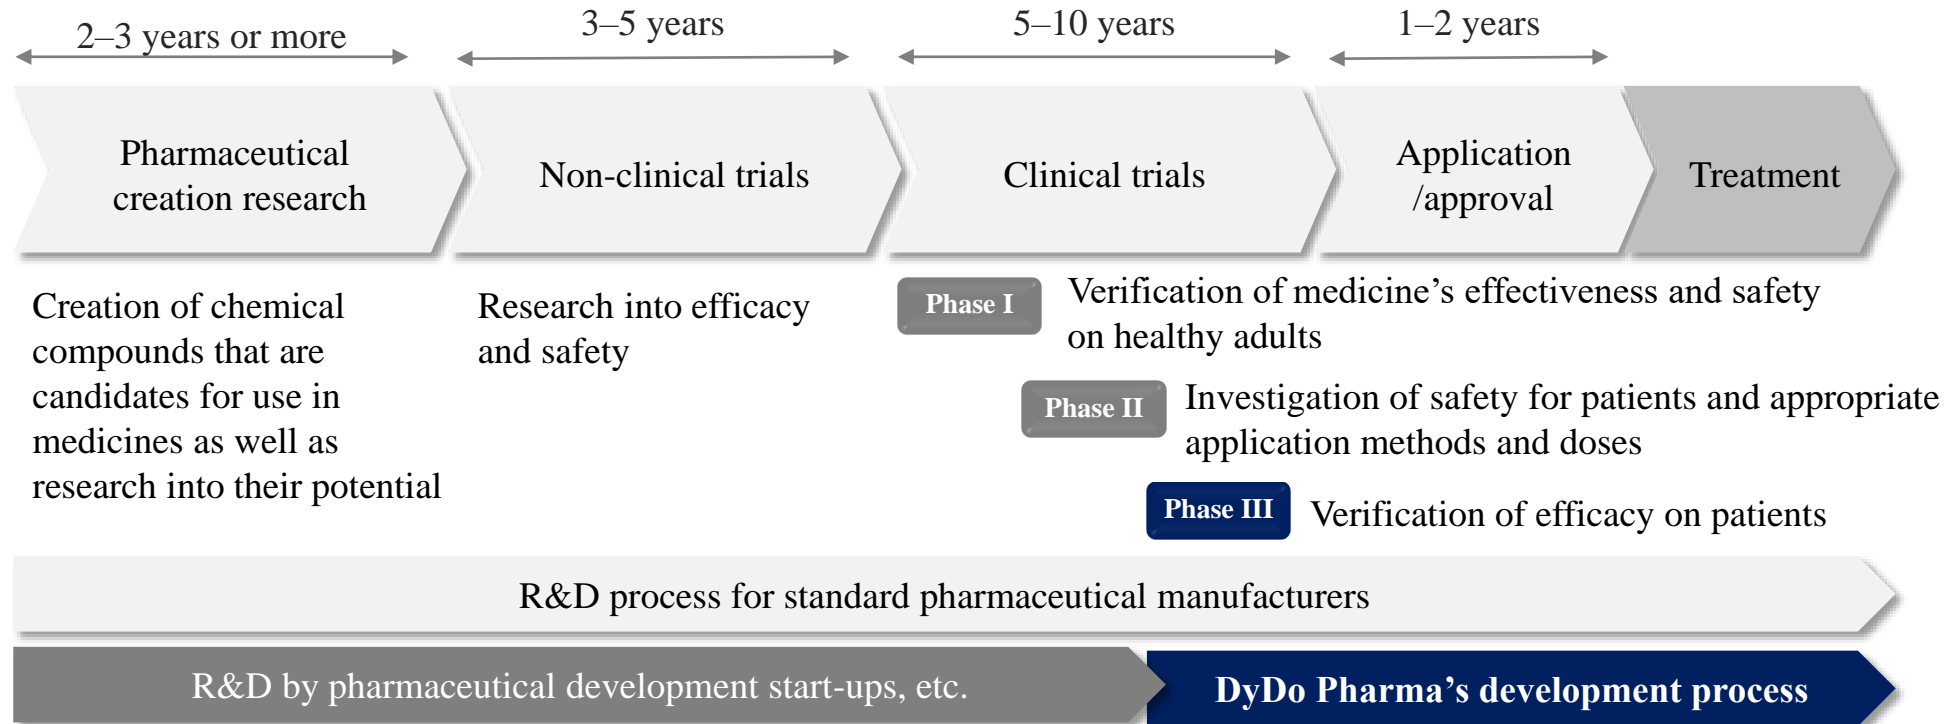 2–3 years or more
3–5 years
5–10 years
1–2 years
Pharmaceutical
creation research
Non-clinical trials
Clinical trials
Application
/approval
Treatment
Creation of chemical
compounds that are
candidates for use in
medicines as well as
research into their potential
Research into efficacy
and safety
Phase I
Verification of medicine’s effectiveness and safety
on healthy adults
Phase II
Investigation of safety for patients and appropriate
application methods and doses
Phase III
Verification of efficacy on patients
R&D process for standard pharmaceutical manufacturers
R&D by pharmaceutical development start-ups, etc.
DyDo Pharma’s development process